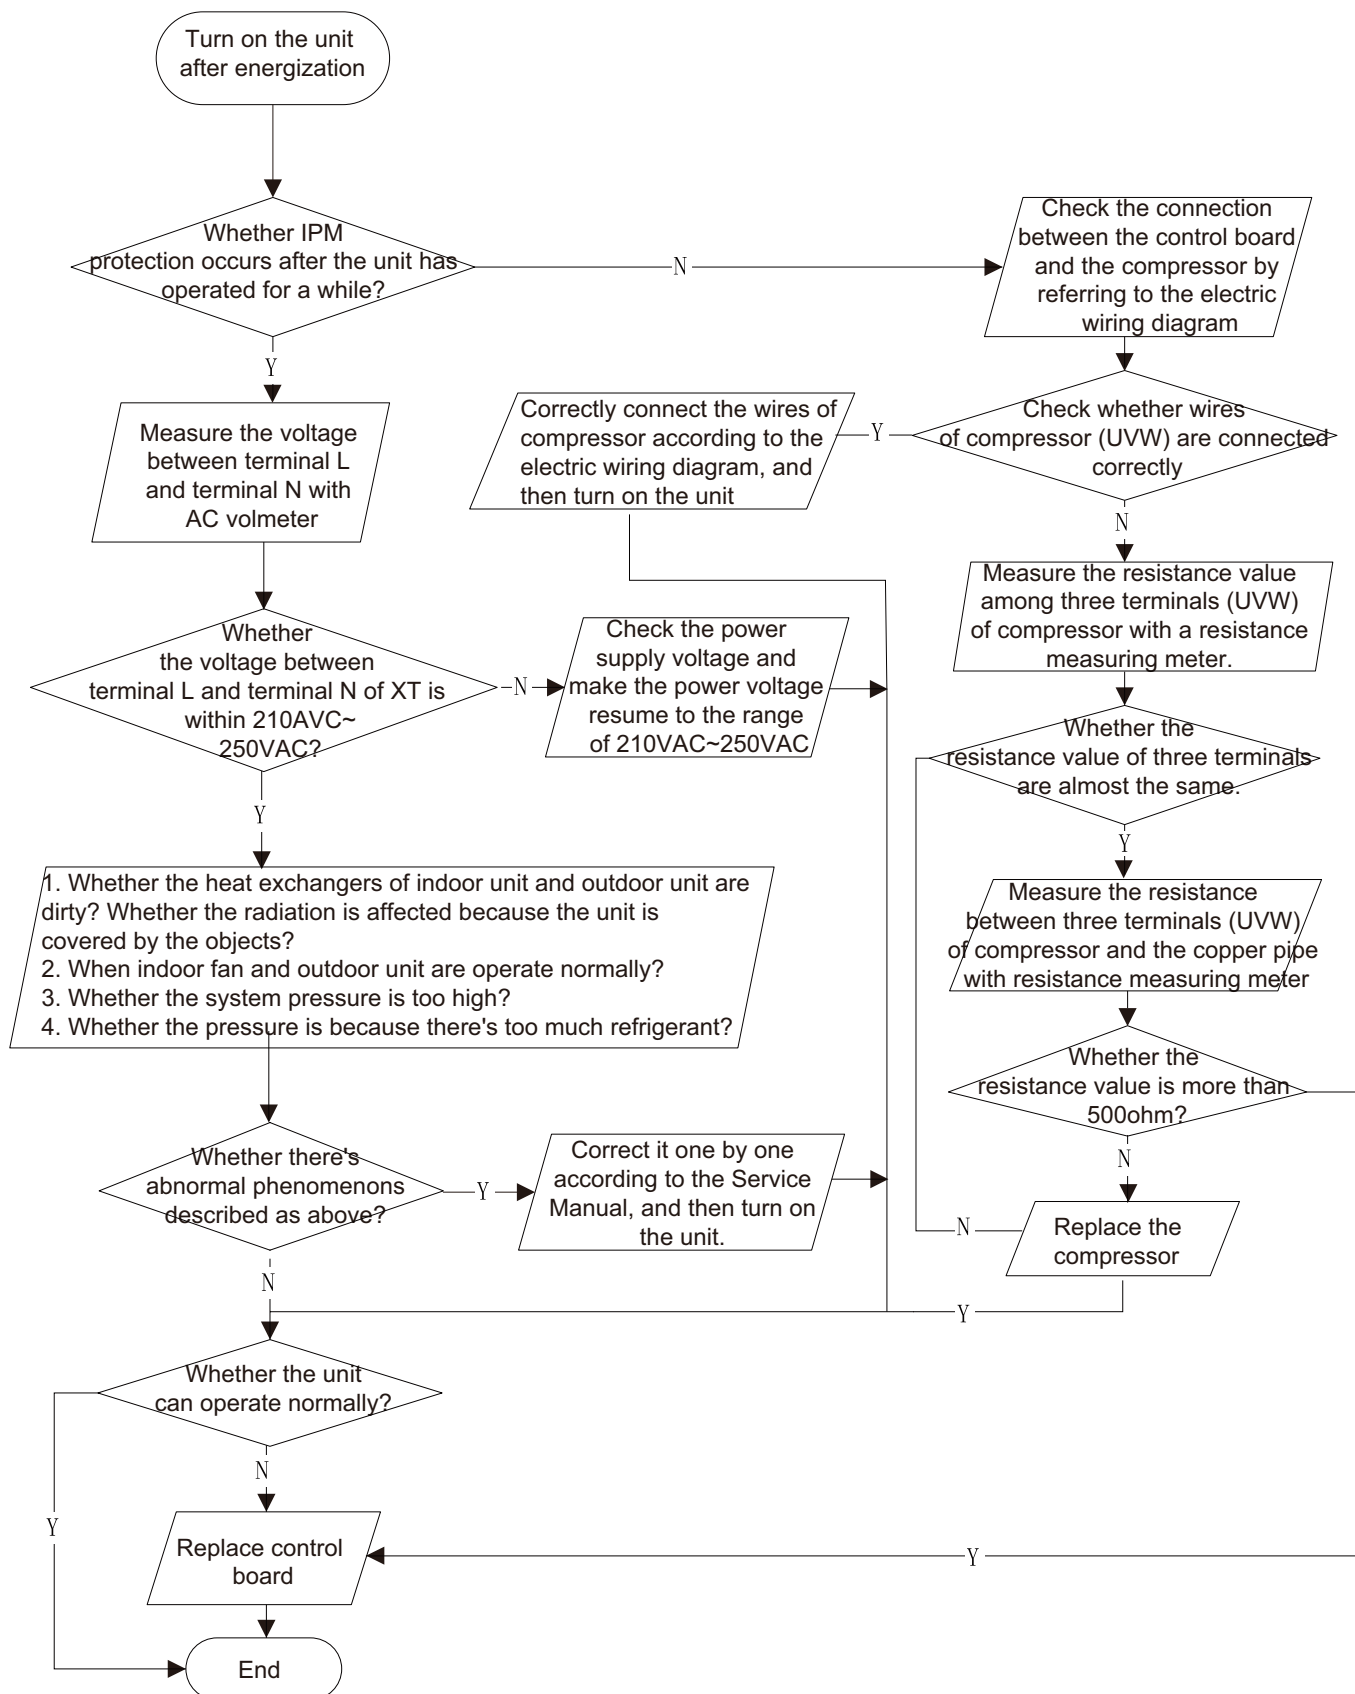 Turn on the unit
after energization
Whether IPM
protection occurs after the unit has
operated for a while?
N
Check the connection
between the control board
and the compressor by
referring to the electric
wiring diagram
Y
Measure the voltage
between terminal L
and terminal N with
AC volmeter
Correctly connect the wires of
compressor according to the
electric wiring diagram, and
then turn on the unit
Y
Check whether wires
of compressor (UVW) are connected
correctly
N
Measure the resistance value
among three terminals (UVW)
of compressor with a resistance
measuring meter.
Whether
the voltage between
terminal L and terminal N of XT is
within 210AVC~
250VAC?
N
Check the power
supply voltage and
make the power voltage
resume to the range
of 210VAC~250VAC
Whether the
resistance value of three terminals
are almost the same.
Y
Y
Measure the resistance
between three terminals (UVW)
of compressor and the copper pipe
with resistance measuring meter
1. Whether the heat exchangers of indoor unit and outdoor unit are
dirty? Whether the radiation is affected because the unit is
covered by the objects?
2. When indoor fan and outdoor unit are operate normally?
3. Whether the system pressure is too high?
4. Whether the pressure is because there's too much refrigerant?
Whether the
resistance value is more than
500ohm?
N
Whether there's
abnormal phenomenons
described as above?
Y
Correct it one by one
according to the Service
Manual, and then turn on
the unit.
N
Replace the
compressor
N
Y
Whether the unit
can operate normally?
N
Y
Replace control
board
Y
End